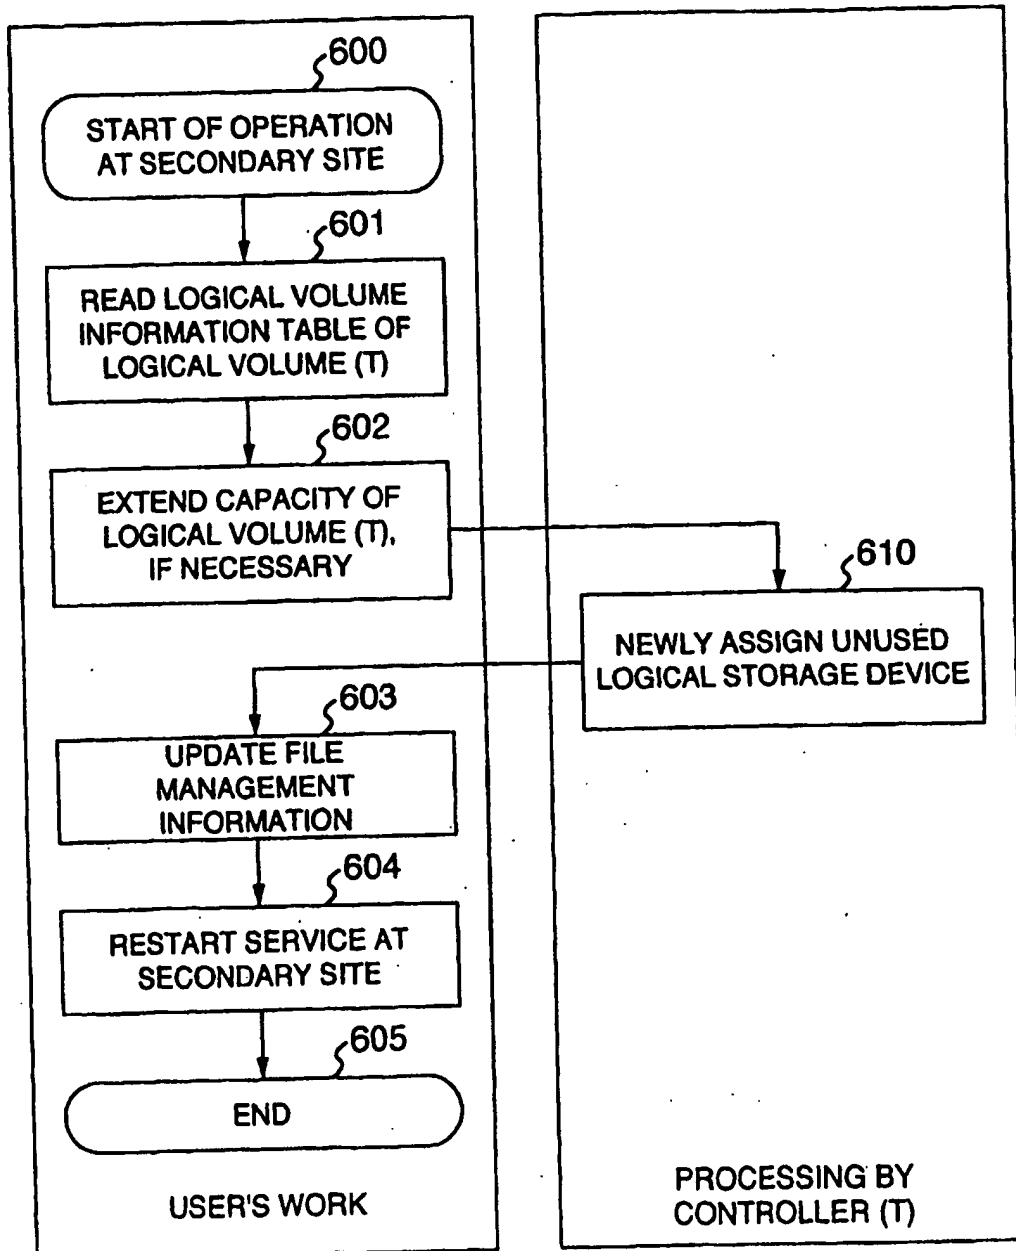 600
START OF OPERATION
AT SECONDARY SITE
601
READ LOGICAL VOLUME
INFORMATION TABLE OF
LOGICAL VOLUME (T)
602
EXTEND CAPACITY OF
LOGICAL VOLUME (T),
IF NECESSARY
610
NEWLY ASSIGN UNUSED
LOGICAL STORAGE DEVICE
603
UPDATE FILE
MANAGEMENT
INFORMATION
604
RESTART SERVICE AT
SECONDARY SITE
605
END
USER'S WORK
PROCESSING BY
CONTROLLER (T)